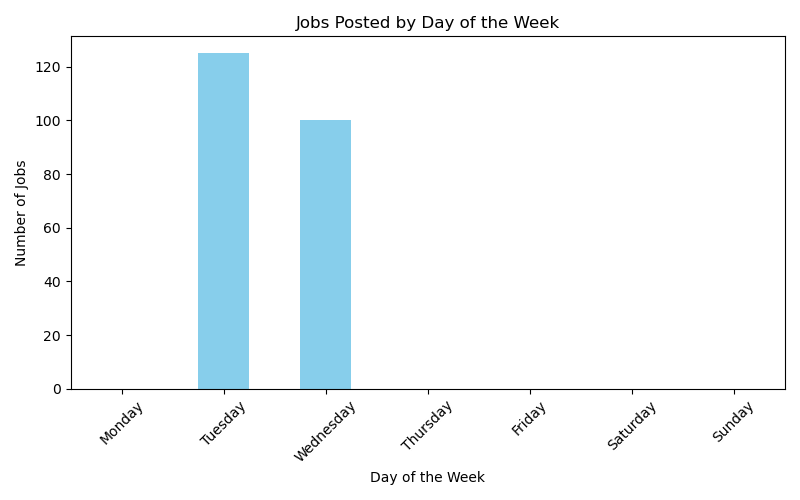 Jobs Posted by Day of the Week
Number of Jobs
120
100
80
60
40
20
0
Monday
Tuesday
Wednesday
Thursday
Friday
Saturday
Sunday
Day of the Week